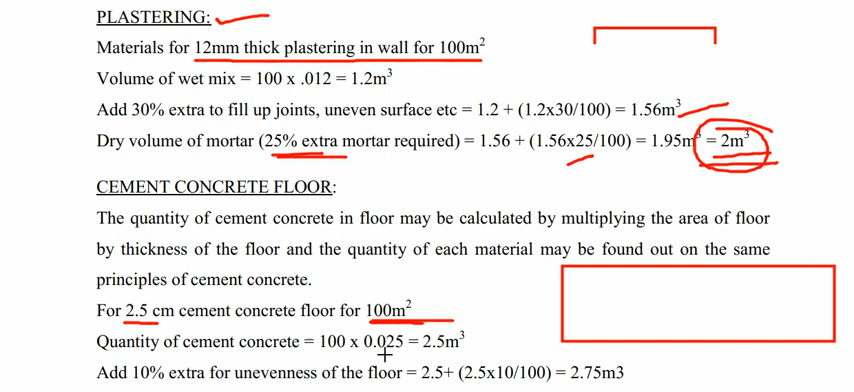 PLASTERING:
Materials for 12mm thick plastering in wall for 100m²
Volume of wet mix = 100 x .012 = 1.2m³
Add 30% extra to fill up joints, uneven surface etc = 1.2 + (1.2x30/100) = 1.56m³
Dry volume of mortar (25% extra mortar required) = 1.56 + (1.56x25/100) = 1.95m³ = 2m³
CEMENT CONCRETE FLOOR:
The quantity of cement concrete in floor may be calculated by multiplying the area of floor
by thickness of the floor and the quantity of each material may be found out on the same
principles of cement concrete.
For 2.5 cm cement concrete floor for 100m²
Quantity of cement concrete = 100 x 0.025 = 2.5m³
Add 10% extra for unevenness of the floor = 2.5+ (2.5x10/100) = 2.75m3